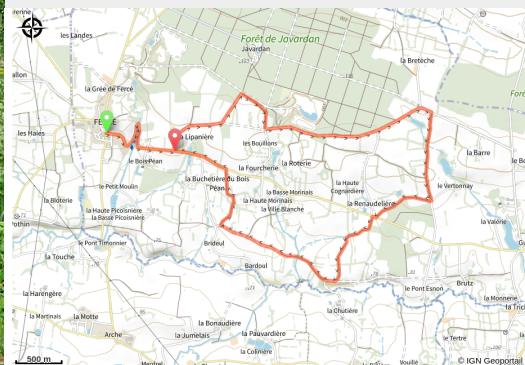 les Landes
Forêt de Javardan
Javardan
la Bretèche
la Grée de Fercé
les Haies
la Lipanière
les Bouillons
la Barre
le Bois-Péan
la Fourcherie
la Roterie
le Petit Moulin
la Buchetière du Bois
Péan
la Basse Morinais
la Haute Morinais
la Haute
Cognardière
le Vertonnay
la Blôterie
la Haute Picoisnière
la Basse Picoisnière
la Ville Blanche
la Renaudelière
la Valérie
le Pont Timonnier
Brideul
la Touche
Bardoul
le Pont Esnon
Brutz
la Harengère
la Monnerie
la Chutière
la Martinais
la Motte
la Bonaudière
Arche
la Jumelais
la Pauvardière
le Tertre
la Colinière
500 m
© IGN Geoportail